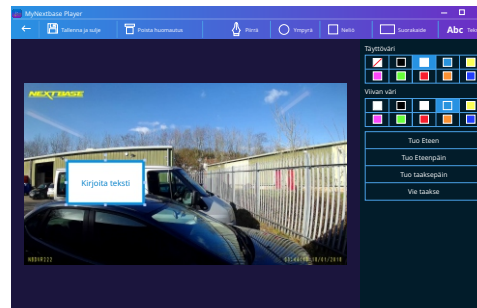 MyNextbase Player
Tallenna ja sulje
Poista huomautus
Piirrä
Ympyrä
Neliö
Suorakaide
Abc
Täyttöväri
NEXTBASE
Viivan väri
Tuo Eteen
Tuo Eteenpäin
Tuo taaksepäin
Vie taakse
Kirjoita teksti